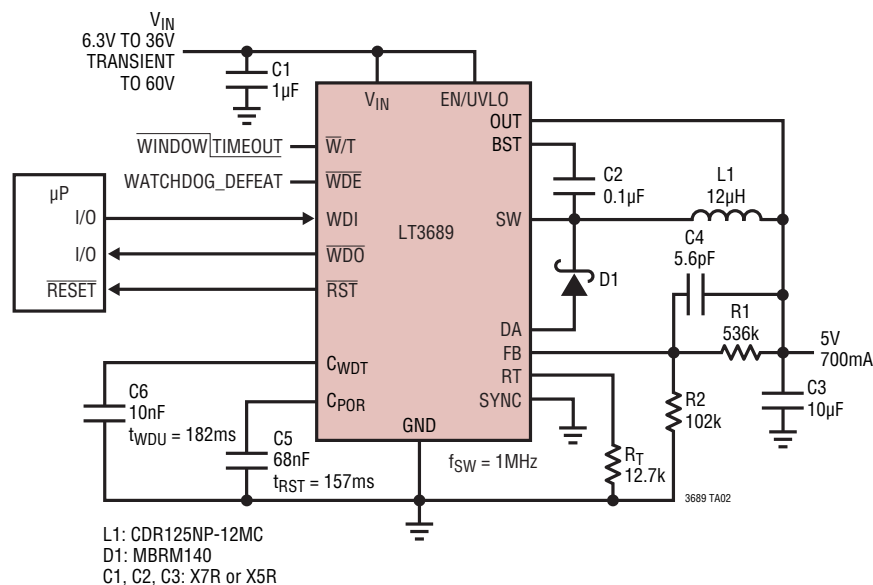 VIN
6.3V TO 36V
TRANSIENT
TO 60V
C1
1µF
VIN
EN/UVLO
OUT
BST
WINDOW TIMEOUT
W/T
WATCHDOG_DEFEAT
WDE
C2
0.1µF
L1
12µH
µP
I/O
WDI
LT3689
SW
I/O
WDO
C4
5.6pF
RESET
RST
D1
R1
536k
DA
FB
5V
700mA
CWDT
RT
C6
10nF
tWDU = 182ms
CPOR
SYNC
R2
102k
C3
10µF
GND
C5
68nF
tRST = 157ms
fSW = 1MHz
RT
12.7k
3689 TA02
L1: CDR125NP-12MC
D1: MBRM140
C1, C2, C3: X7R or X5R